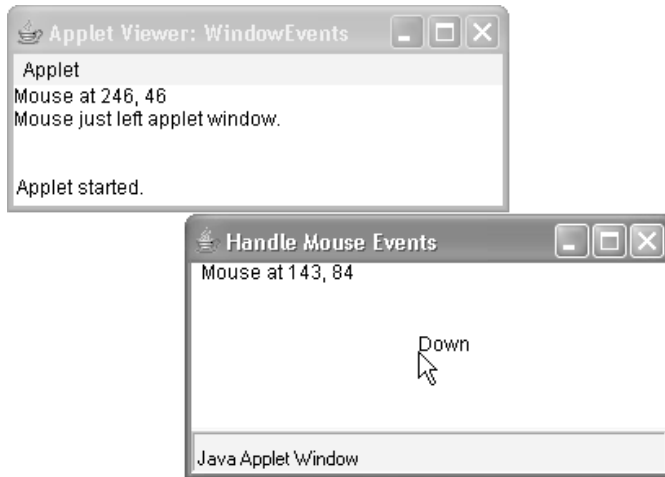 Applet Viewer: WindowEvents
Applet
Mouse at 246, 46
Mouse just left applet window.
Applet started.
Handle Mouse Events
Mouse at 143, 84
Down
Java Applet Window